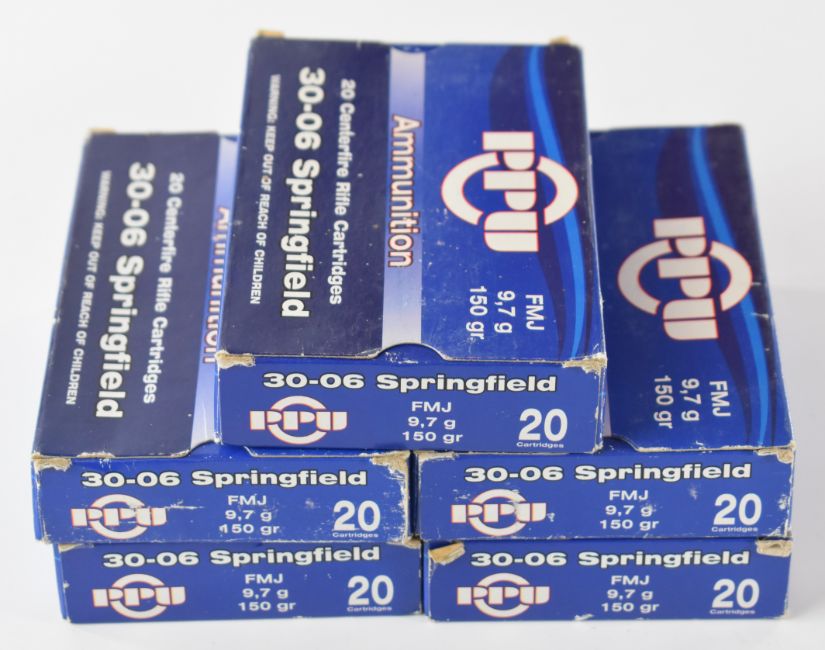 20 Centerfire Rifle Cartridges
30-06 Springfield
WARNING: KEEP OUT OF REACH OF CHILDREN
Ammunition
PPU
FMJ
9,7 g
150 gr.
30-06 Springfield
PPU
FMJ
9,7 g
150 gr
20
Cartridges
20 Centerfire Rifle Cartridges
30-06 Springfield
WARNING: KEEP OUT OF REACH OF CHILDREN
Ammunition
30-06 Springfield
PPU
FMJ
9,7 g
150 gr
20
Cartridges
PPU
FMJ
9,7 g
150 gr.
30-06 Springfield
PPU
FMJ
9,7 g
150 gr
20
Cartridges
30-06 Springfield
PPU
FMJ
9,7 g
150 gr
20
Cartridges
30-06 Springfield
PPU
FMJ
9,7 g
150 gr
20
Cartridges